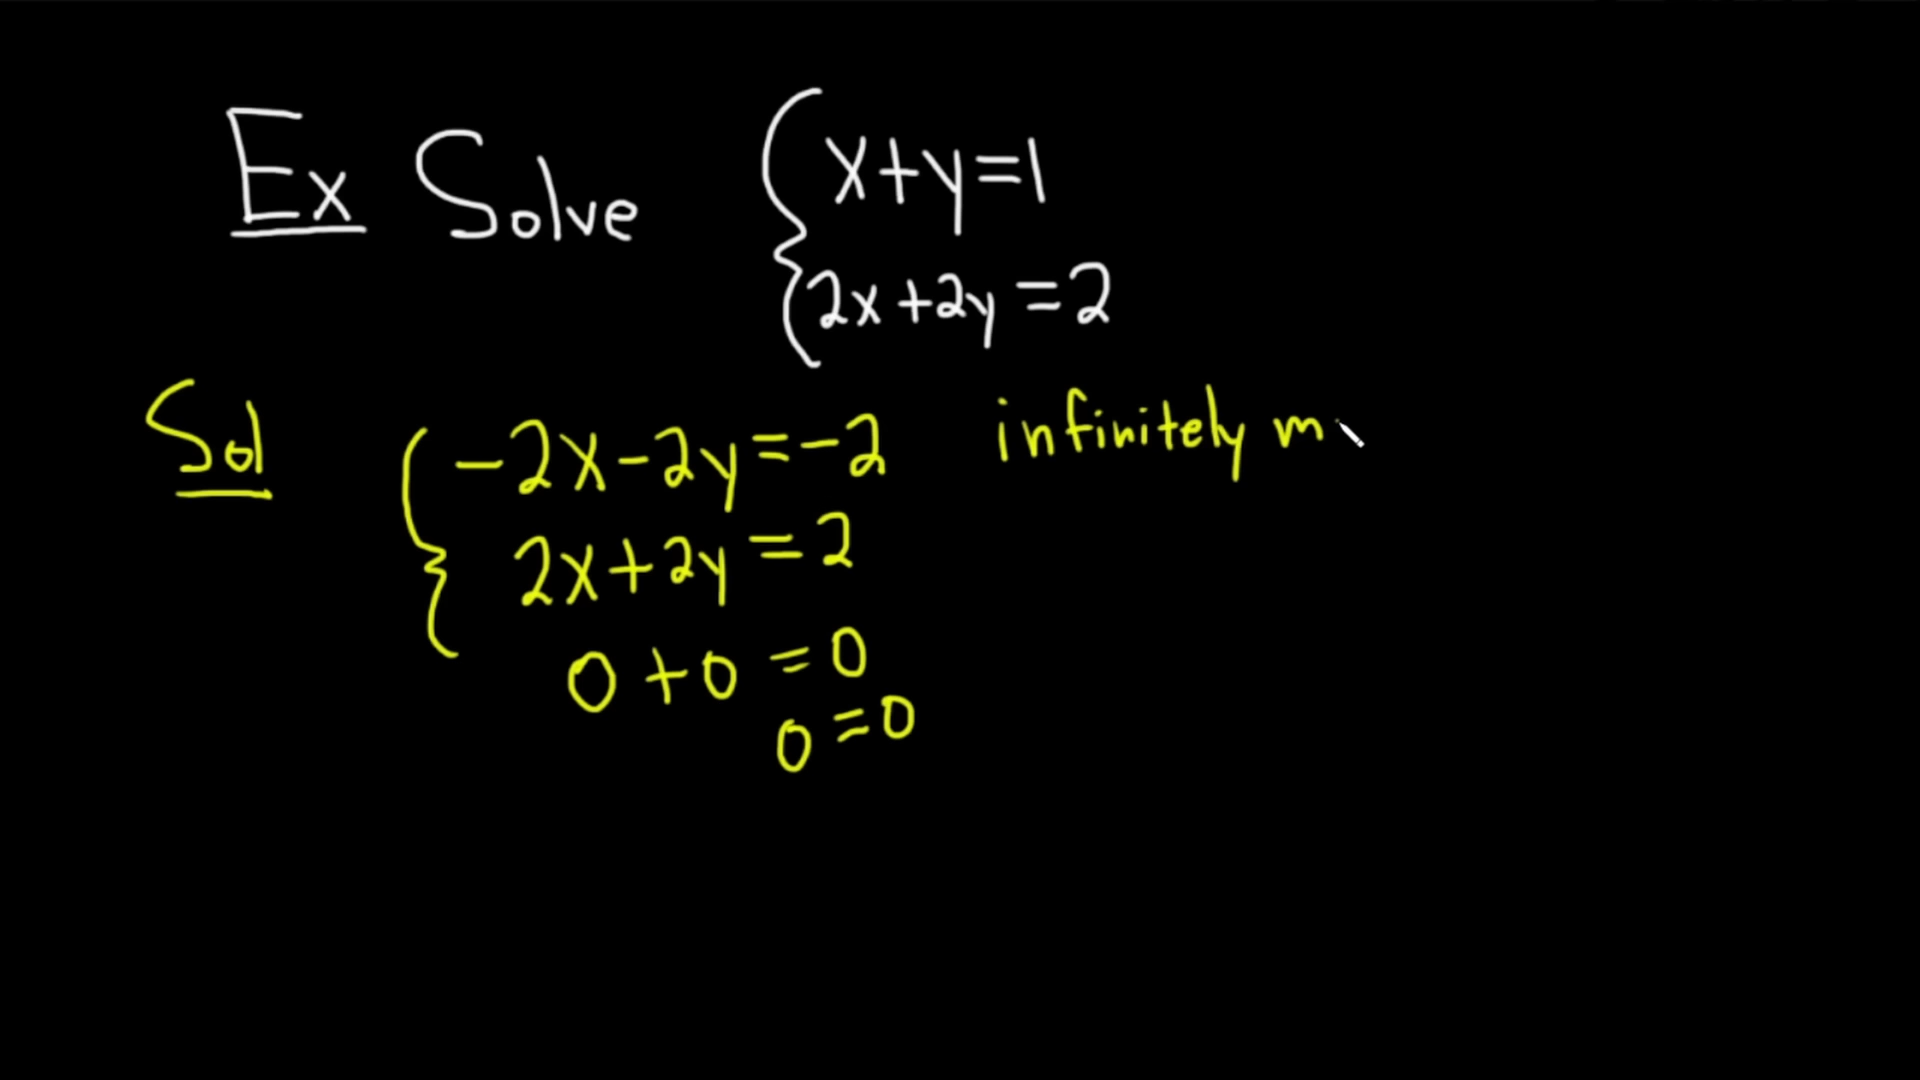 Ex Solve { x+y=1
2x+2y=2
Sol { -2x-2y=-2 infinitely m
2x+2y=2
0+0=0
0=0